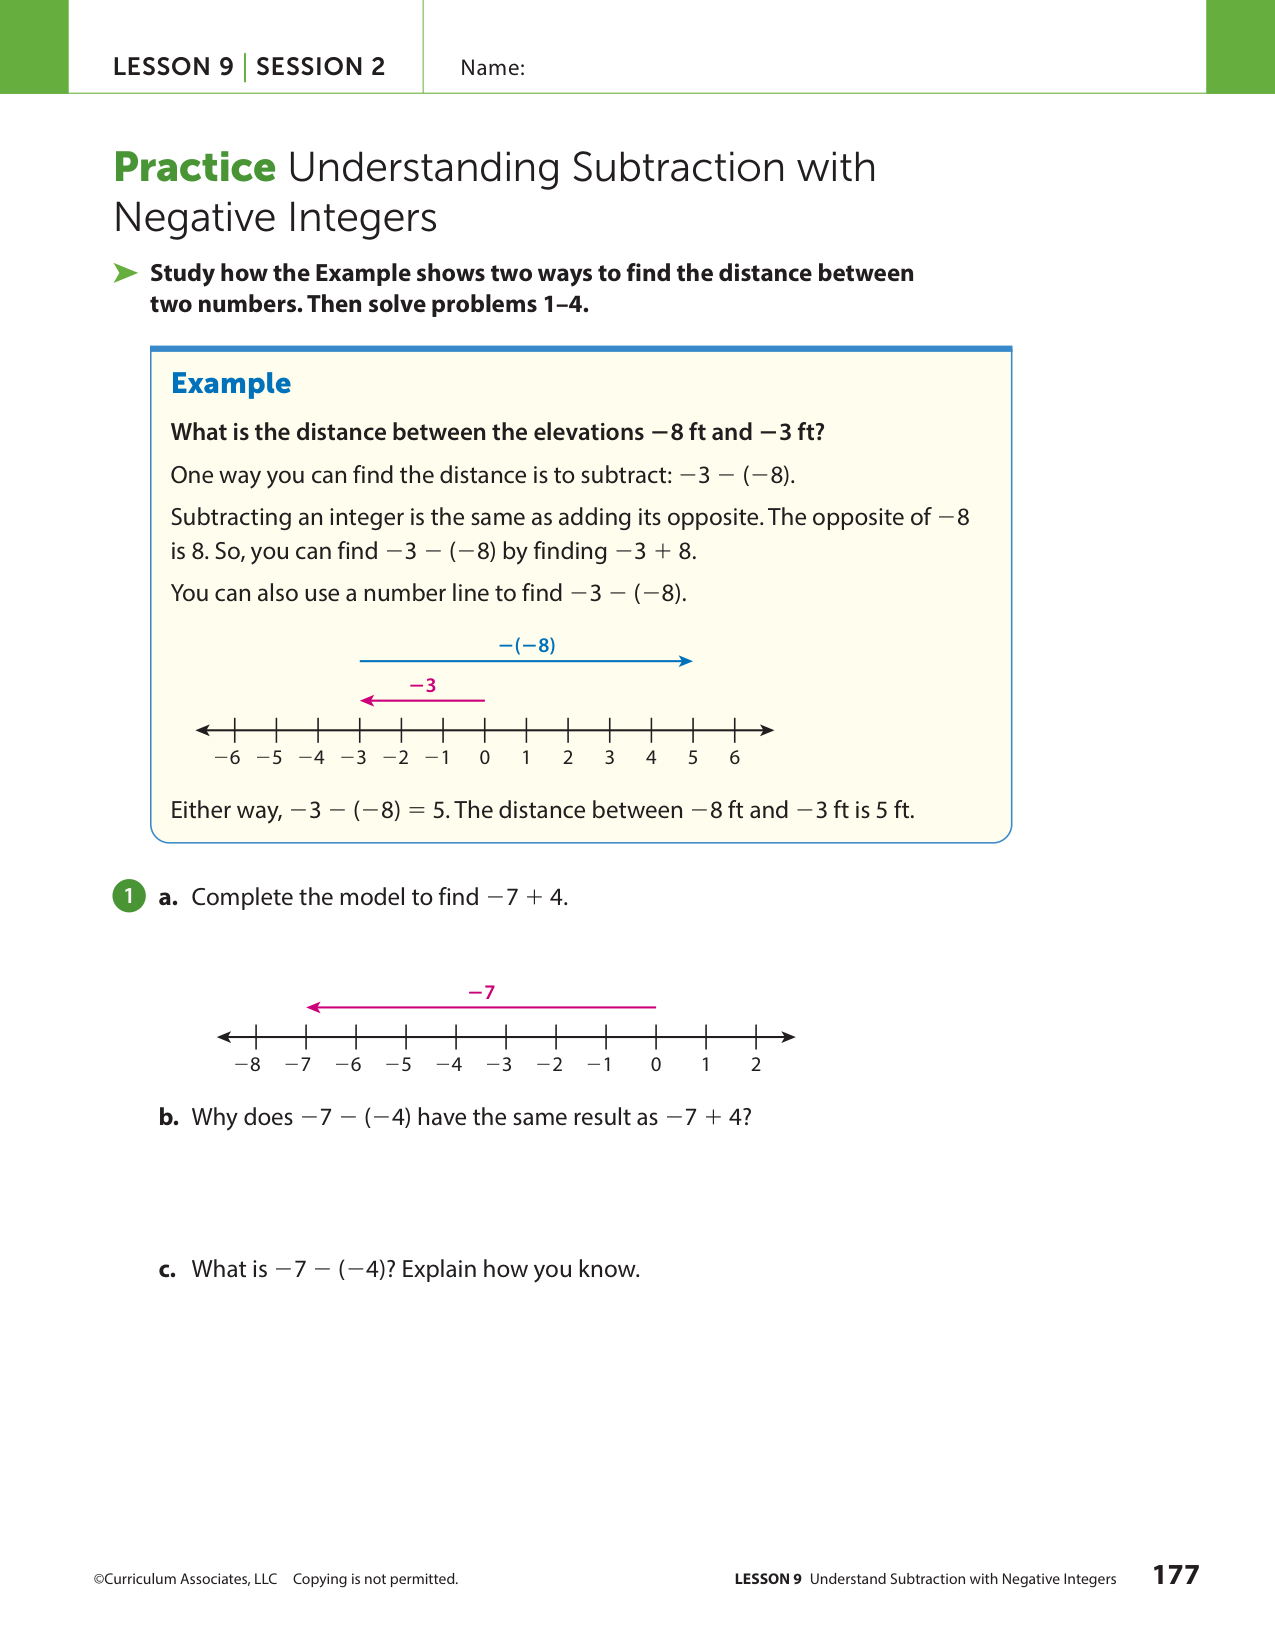 LESSON 9 | SESSION 2
Name:
Practice Understanding Subtraction with
Negative Integers
➤ Study how the Example shows two ways to find the distance between
two numbers. Then solve problems 1–4.
Example
What is the distance between the elevations −8 ft and −3 ft?
One way you can find the distance is to subtract: −3 − (−8).
Subtracting an integer is the same as adding its opposite. The opposite of −8
is 8. So, you can find −3 − (−8) by finding −3 + 8.
You can also use a number line to find −3 − (−8).
−(−8)
−3
−6 −5 −4 −3 −2 −1 0 1 2 3 4 5 6
Either way, −3 − (−8) = 5. The distance between −8 ft and −3 ft is 5 ft.
1 a. Complete the model to find −7 + 4.
−7
−8 −7 −6 −5 −4 −3 −2 −1 0 1 2
b. Why does −7 − (−4) have the same result as −7 + 4?
c. What is −7 − (−4)? Explain how you know.
©Curriculum Associates, LLC Copying is not permitted.
LESSON 9 Understand Subtraction with Negative Integers 177